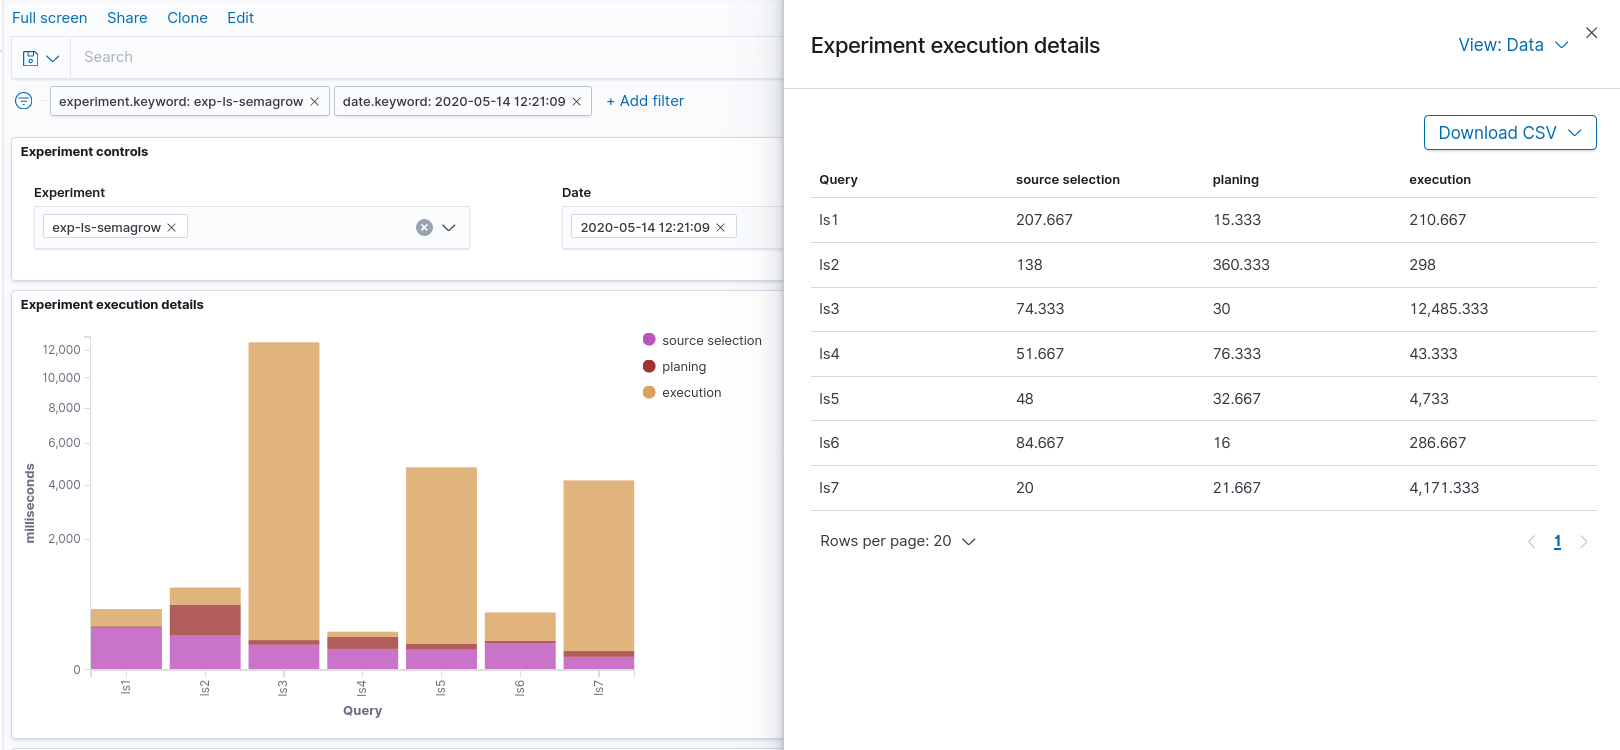 Full screen Share Clone Edit
Search
experiment.keyword: exp-ls-semagrow date.keyword: 2020-05-14 12:21:09 + Add filter
Experiment controls
Experiment Date
exp-ls-semagrow 2020-05-14 12:21:09
Experiment execution details
12,000
10,000
8,000
6,000
4,000
2,000
0
milliseconds
ls1 ls2 ls3 ls4 ls5 ls6 ls7
Query
source selection
planing
execution
Experiment execution details View: Data
Download CSV
Query source selection planing execution
ls1 207.667 15.333 210.667
ls2 138 360.333 298
ls3 74.333 30 12,485.333
ls4 51.667 76.333 43.333
ls5 48 32.667 4,733
ls6 84.667 16 286.667
ls7 20 21.667 4,171.333
Rows per page: 20 1